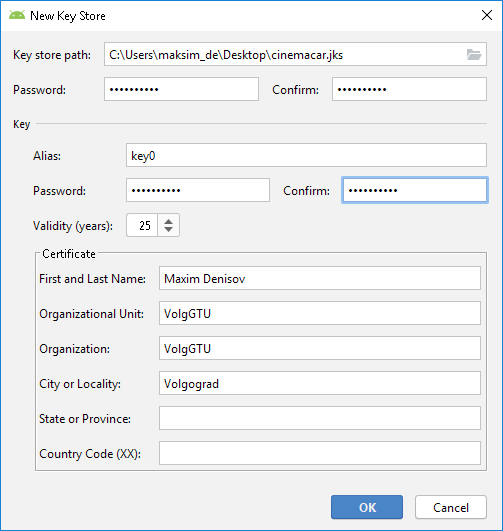 New Key Store
Key store path: C:\Users\maksim_de\Desktop\cinemacar.jks
Password: •••••••••• Confirm: ••••••••••
Key
Alias: key0
Password: •••••••••• Confirm: ••••••••••
Validity (years): 25
Certificate
First and Last Name: Maxim Denisov
Organizational Unit: VolgGTU
Organization: VolgGTU
City or Locality: Volgograd
State or Province:
Country Code (XX):
OK Cancel